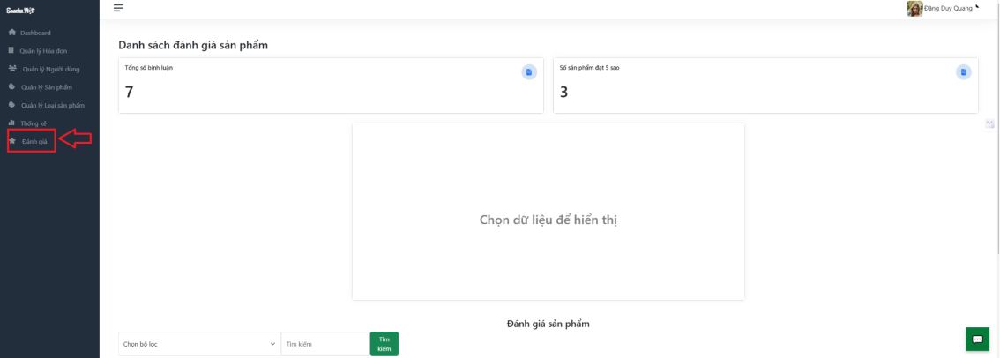 Snacks Việt
Đặng Duy Quang
Dashboard
Quản lý Hóa đơn
Quản lý Người dùng
Quản lý Sản phẩm
Quản lý Loại sản phẩm
Thống kê
Đánh giá
Danh sách đánh giá sản phẩm
Tổng số bình luận
7
Số sản phẩm đạt 5 sao
3
Chọn dữ liệu để hiển thị
Đánh giá sản phẩm
Chọn bộ lọc
Tìm kiếm
Tìm
kiếm